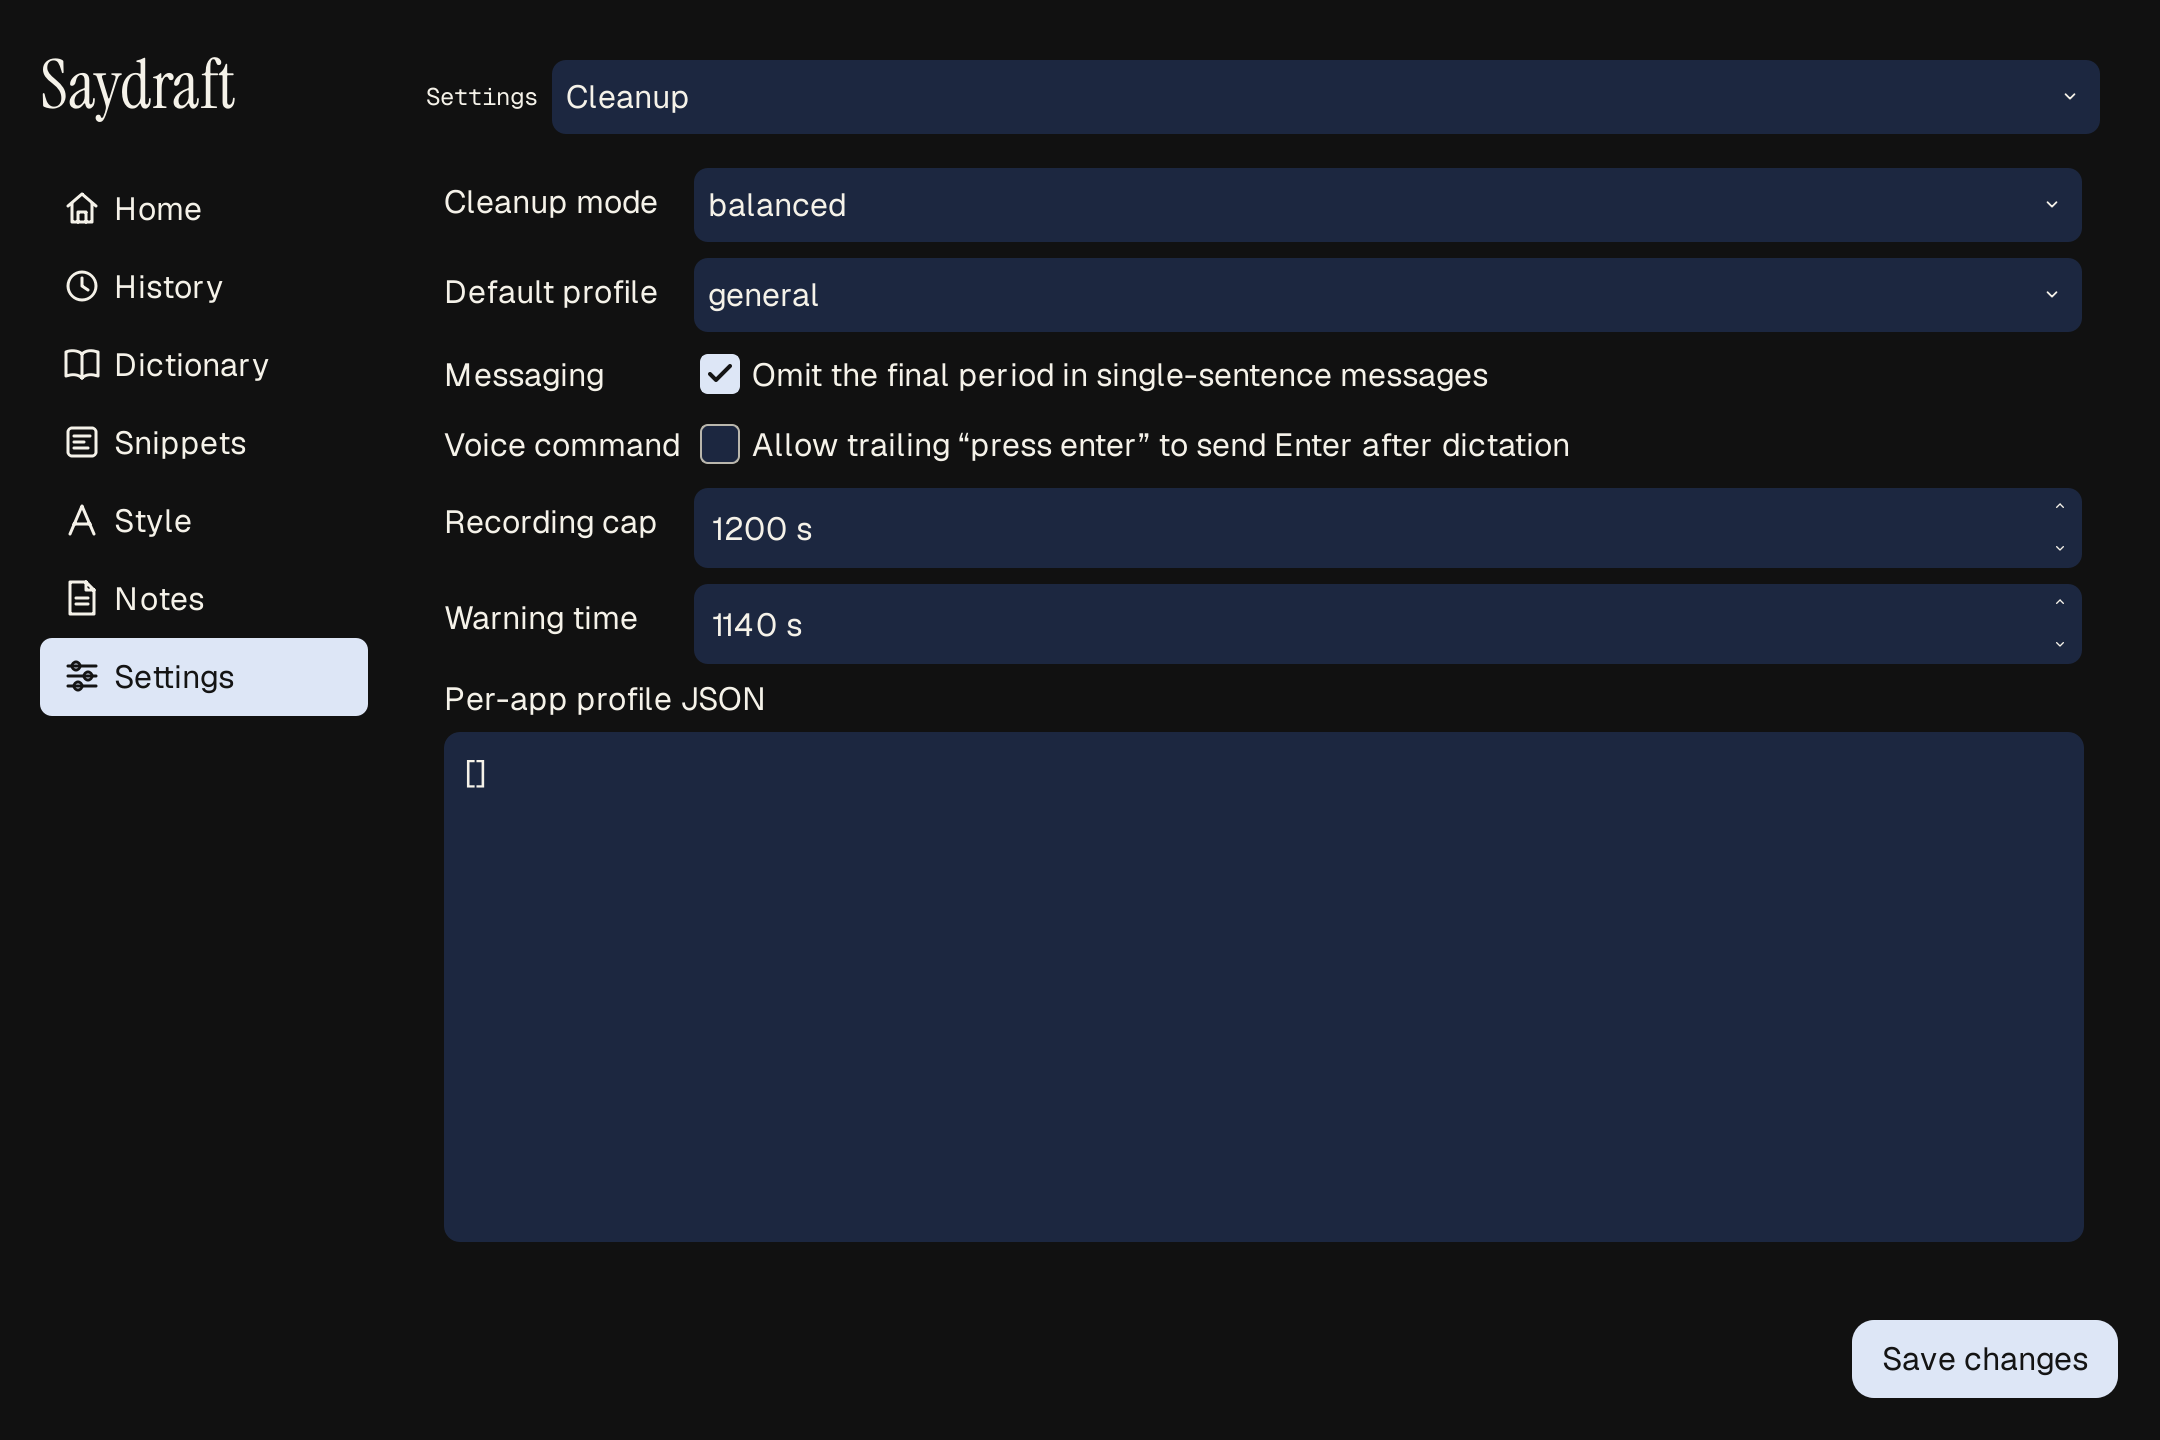 Saydraft
Settings Cleanup
Home
History
Dictionary
Snippets
Style
Notes
Settings
Cleanup mode balanced
Default profile general
Messaging Omit the final period in single-sentence messages
Voice command Allow trailing “press enter” to send Enter after dictation
Recording cap 1200 s
Warning time 1140 s
Per-app profile JSON
[]
Save changes